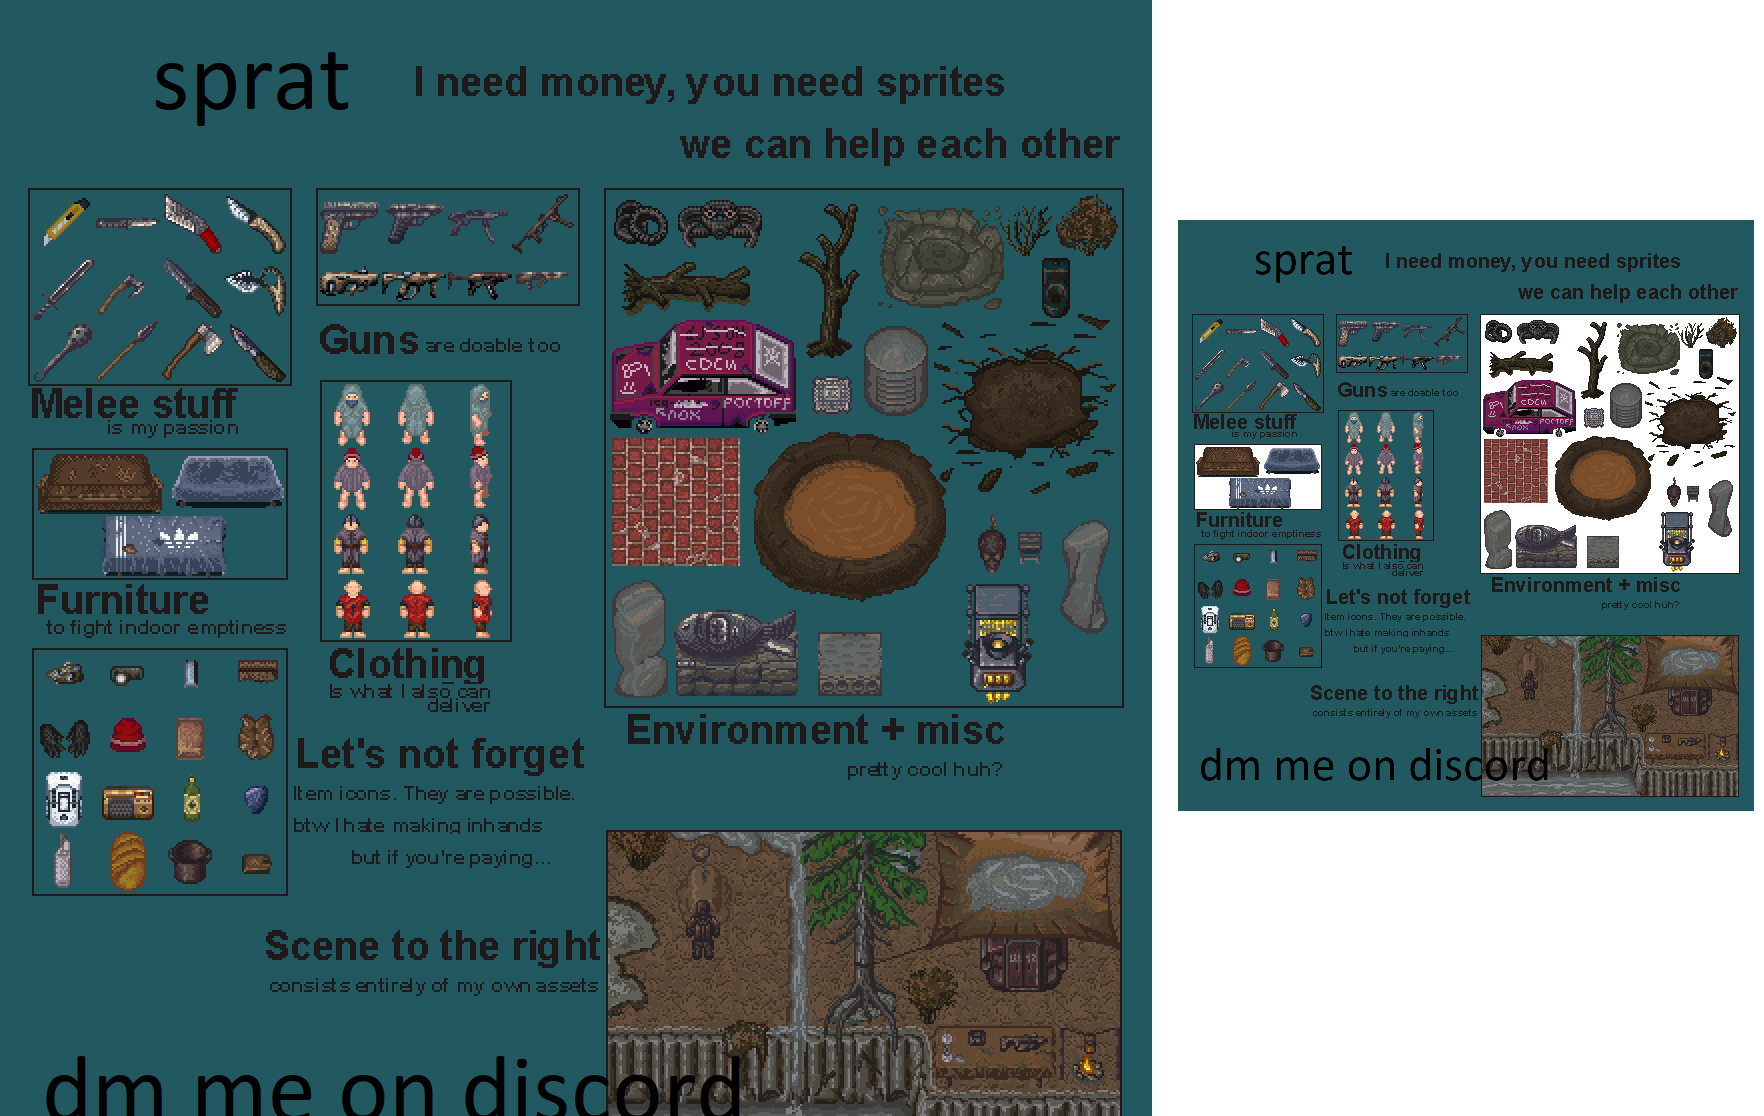 sprat
I need money, you need sprites
we can help each other
Guns are doable too
Melee stuff
is my passion
Furniture
to fight indoor emptiness
Clothing
Is what I also can
deliver
Environment + misc
pretty cool huh?
Let's not forget
Item icons. They are possible.
btw I hate making inhands
but if you're paying...
Scene to the right
consists entirely of my own assets
dm me on discord
РОСТОFF
sprat
I need money, you need sprites
we can help each other
Guns are doable too
Melee stuff
is my passion
Furniture
to fight indoor emptiness
Clothing
Is what I also can
deliver
Environment + misc
pretty cool huh?
Let's not forget
Item icons. They are possible.
btw I hate making inhands
but if you're paying...
Scene to the right
consists entirely of my own assets
dm me on discord
РОСТОFF